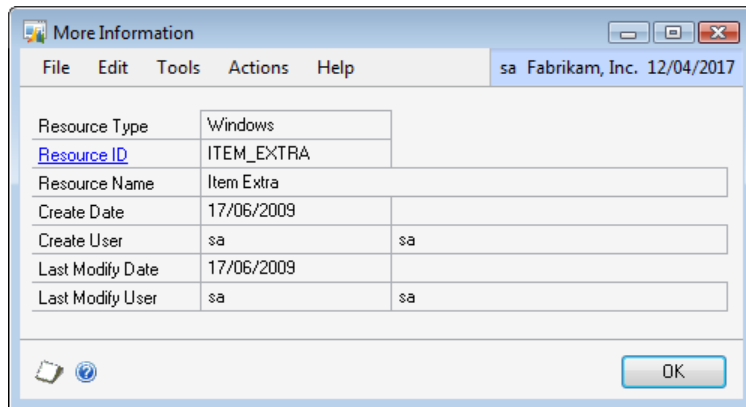 More Information
File Edit Tools Actions Help sa Fabrikam, Inc. 12/04/2017
Resource Type Windows
Resource ID ITEM_EXTRA
Resource Name Item Extra
Create Date 17/06/2009
Create User sa sa
Last Modify Date 17/06/2009
Last Modify User sa sa
OK